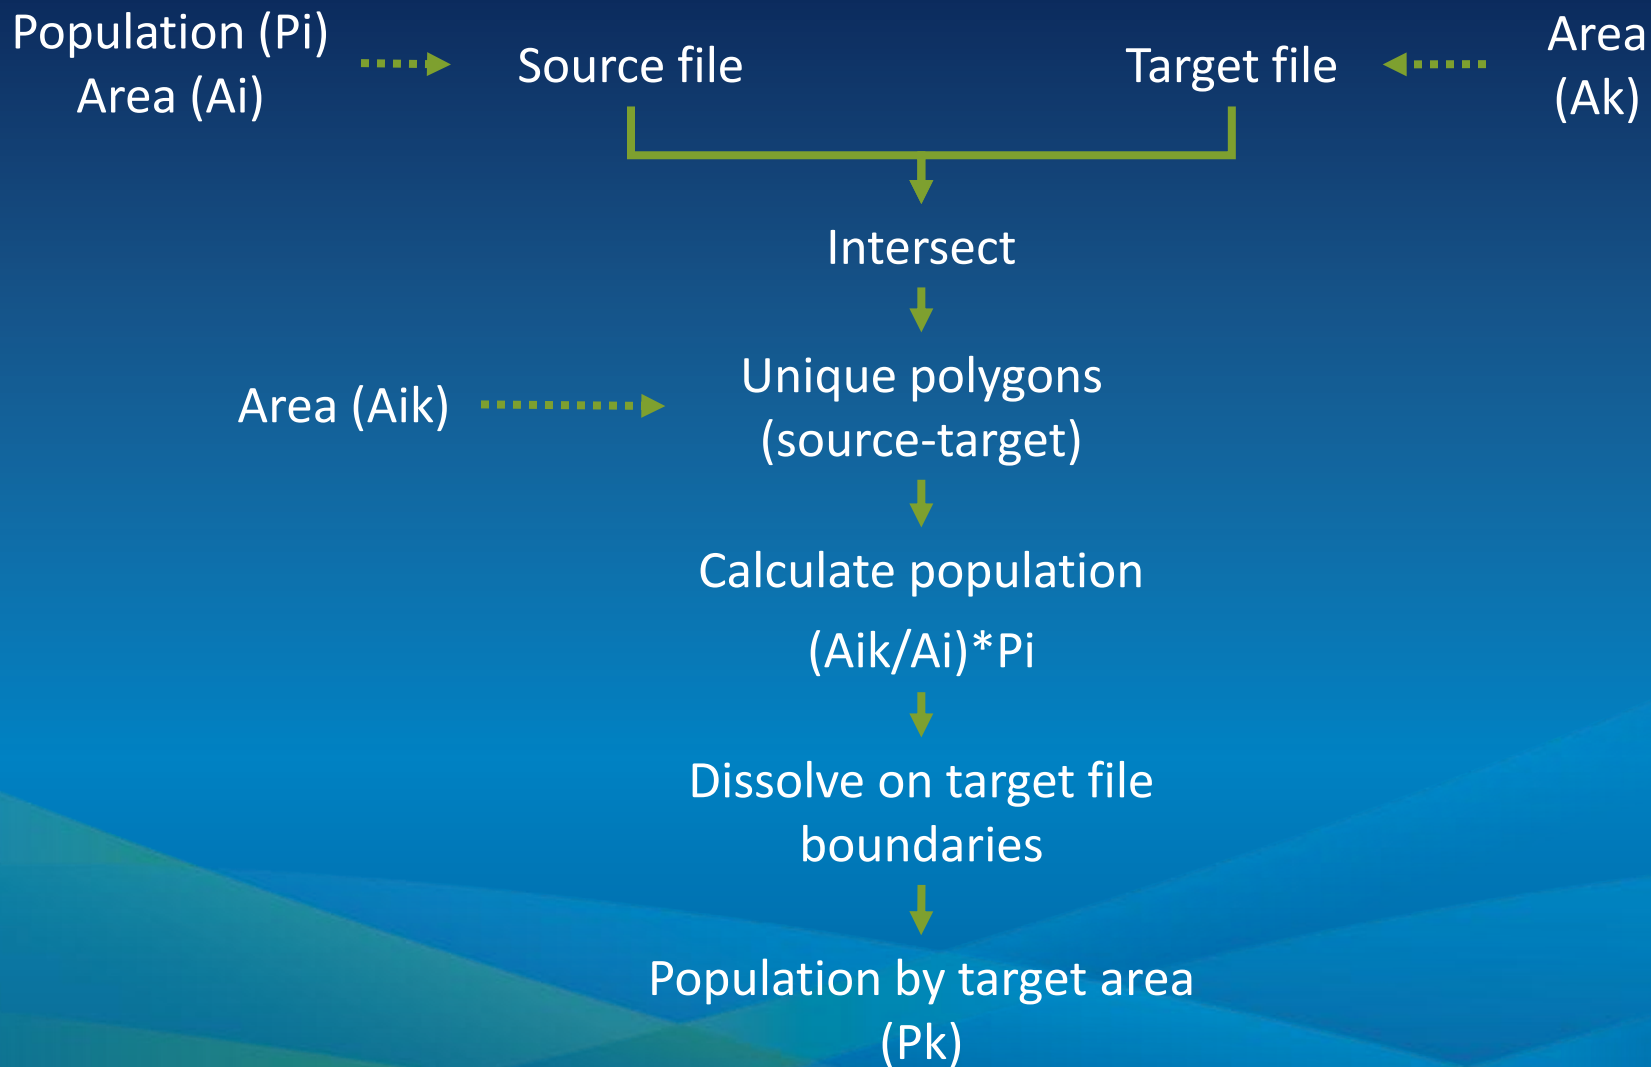 Population (Pi)
Area (Ai)
Source file
Target file
Area
(Ak)
Intersect
Area (Aik)
Unique polygons
(source-target)
Calculate population
(Aik/Ai)*Pi
Dissolve on target file
boundaries
Population by target area
(Pk)